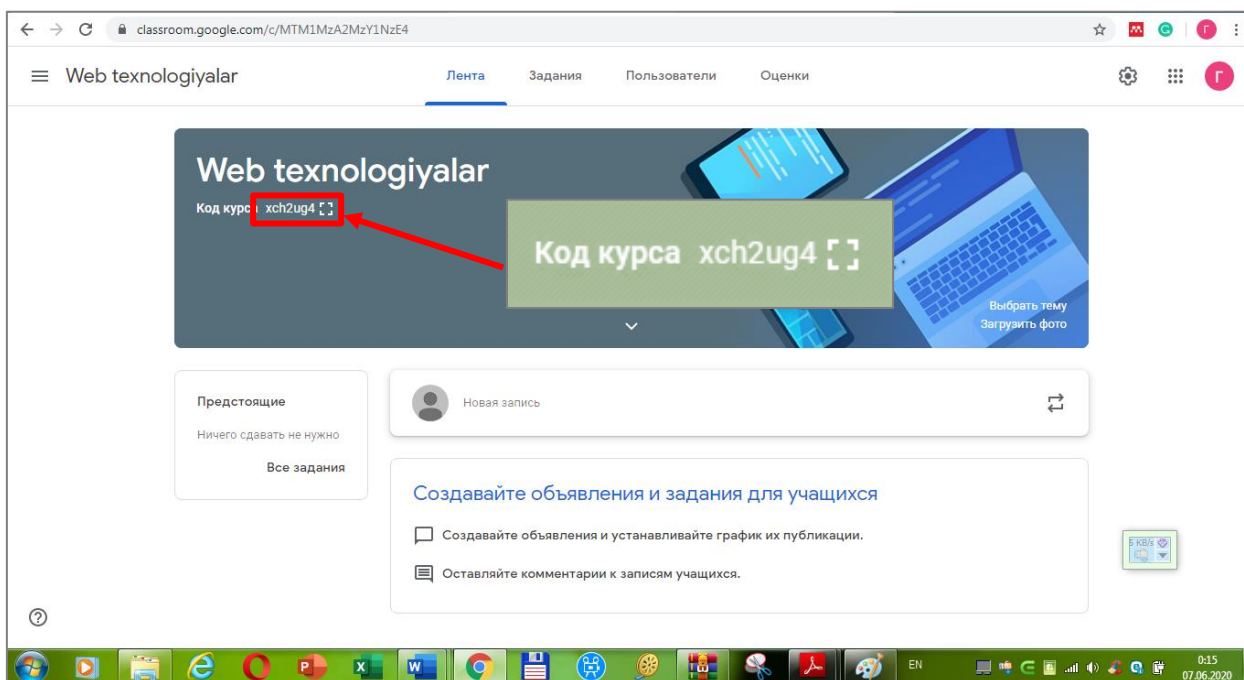 classroom.google.com/c/MTM1MzA2MzY1NzE4
Web texnologiyalar
Лента Задания Пользователи Оценки
Г
Г
Web texnologiyalar
Код курса xch2ug4
Код курса xch2ug4
Выбрать тему
Загрузить фото
Предстоящие
Ничего сдавать не нужно
Все задания
Новая запись
Создавайте объявления и задания для учащихся
Создавайте объявления и устанавливайте график их публикации.
Оставляйте комментарии к записям учащихся.
5 KB/s
EN
0:15
07.06.2020